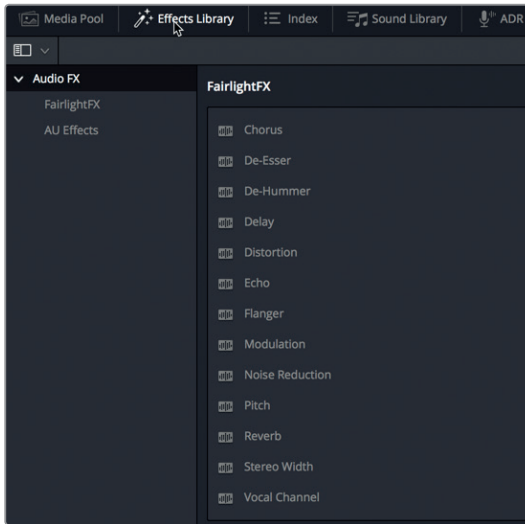 Media Pool Effects Library Index Sound Library ADR
Audio FX
FairlightFX
AU Effects
FairlightFX
Chorus
De-Esser
De-Hummer
Delay
Distortion
Echo
Flanger
Modulation
Noise Reduction
Pitch
Reverb
Stereo Width
Vocal Channel